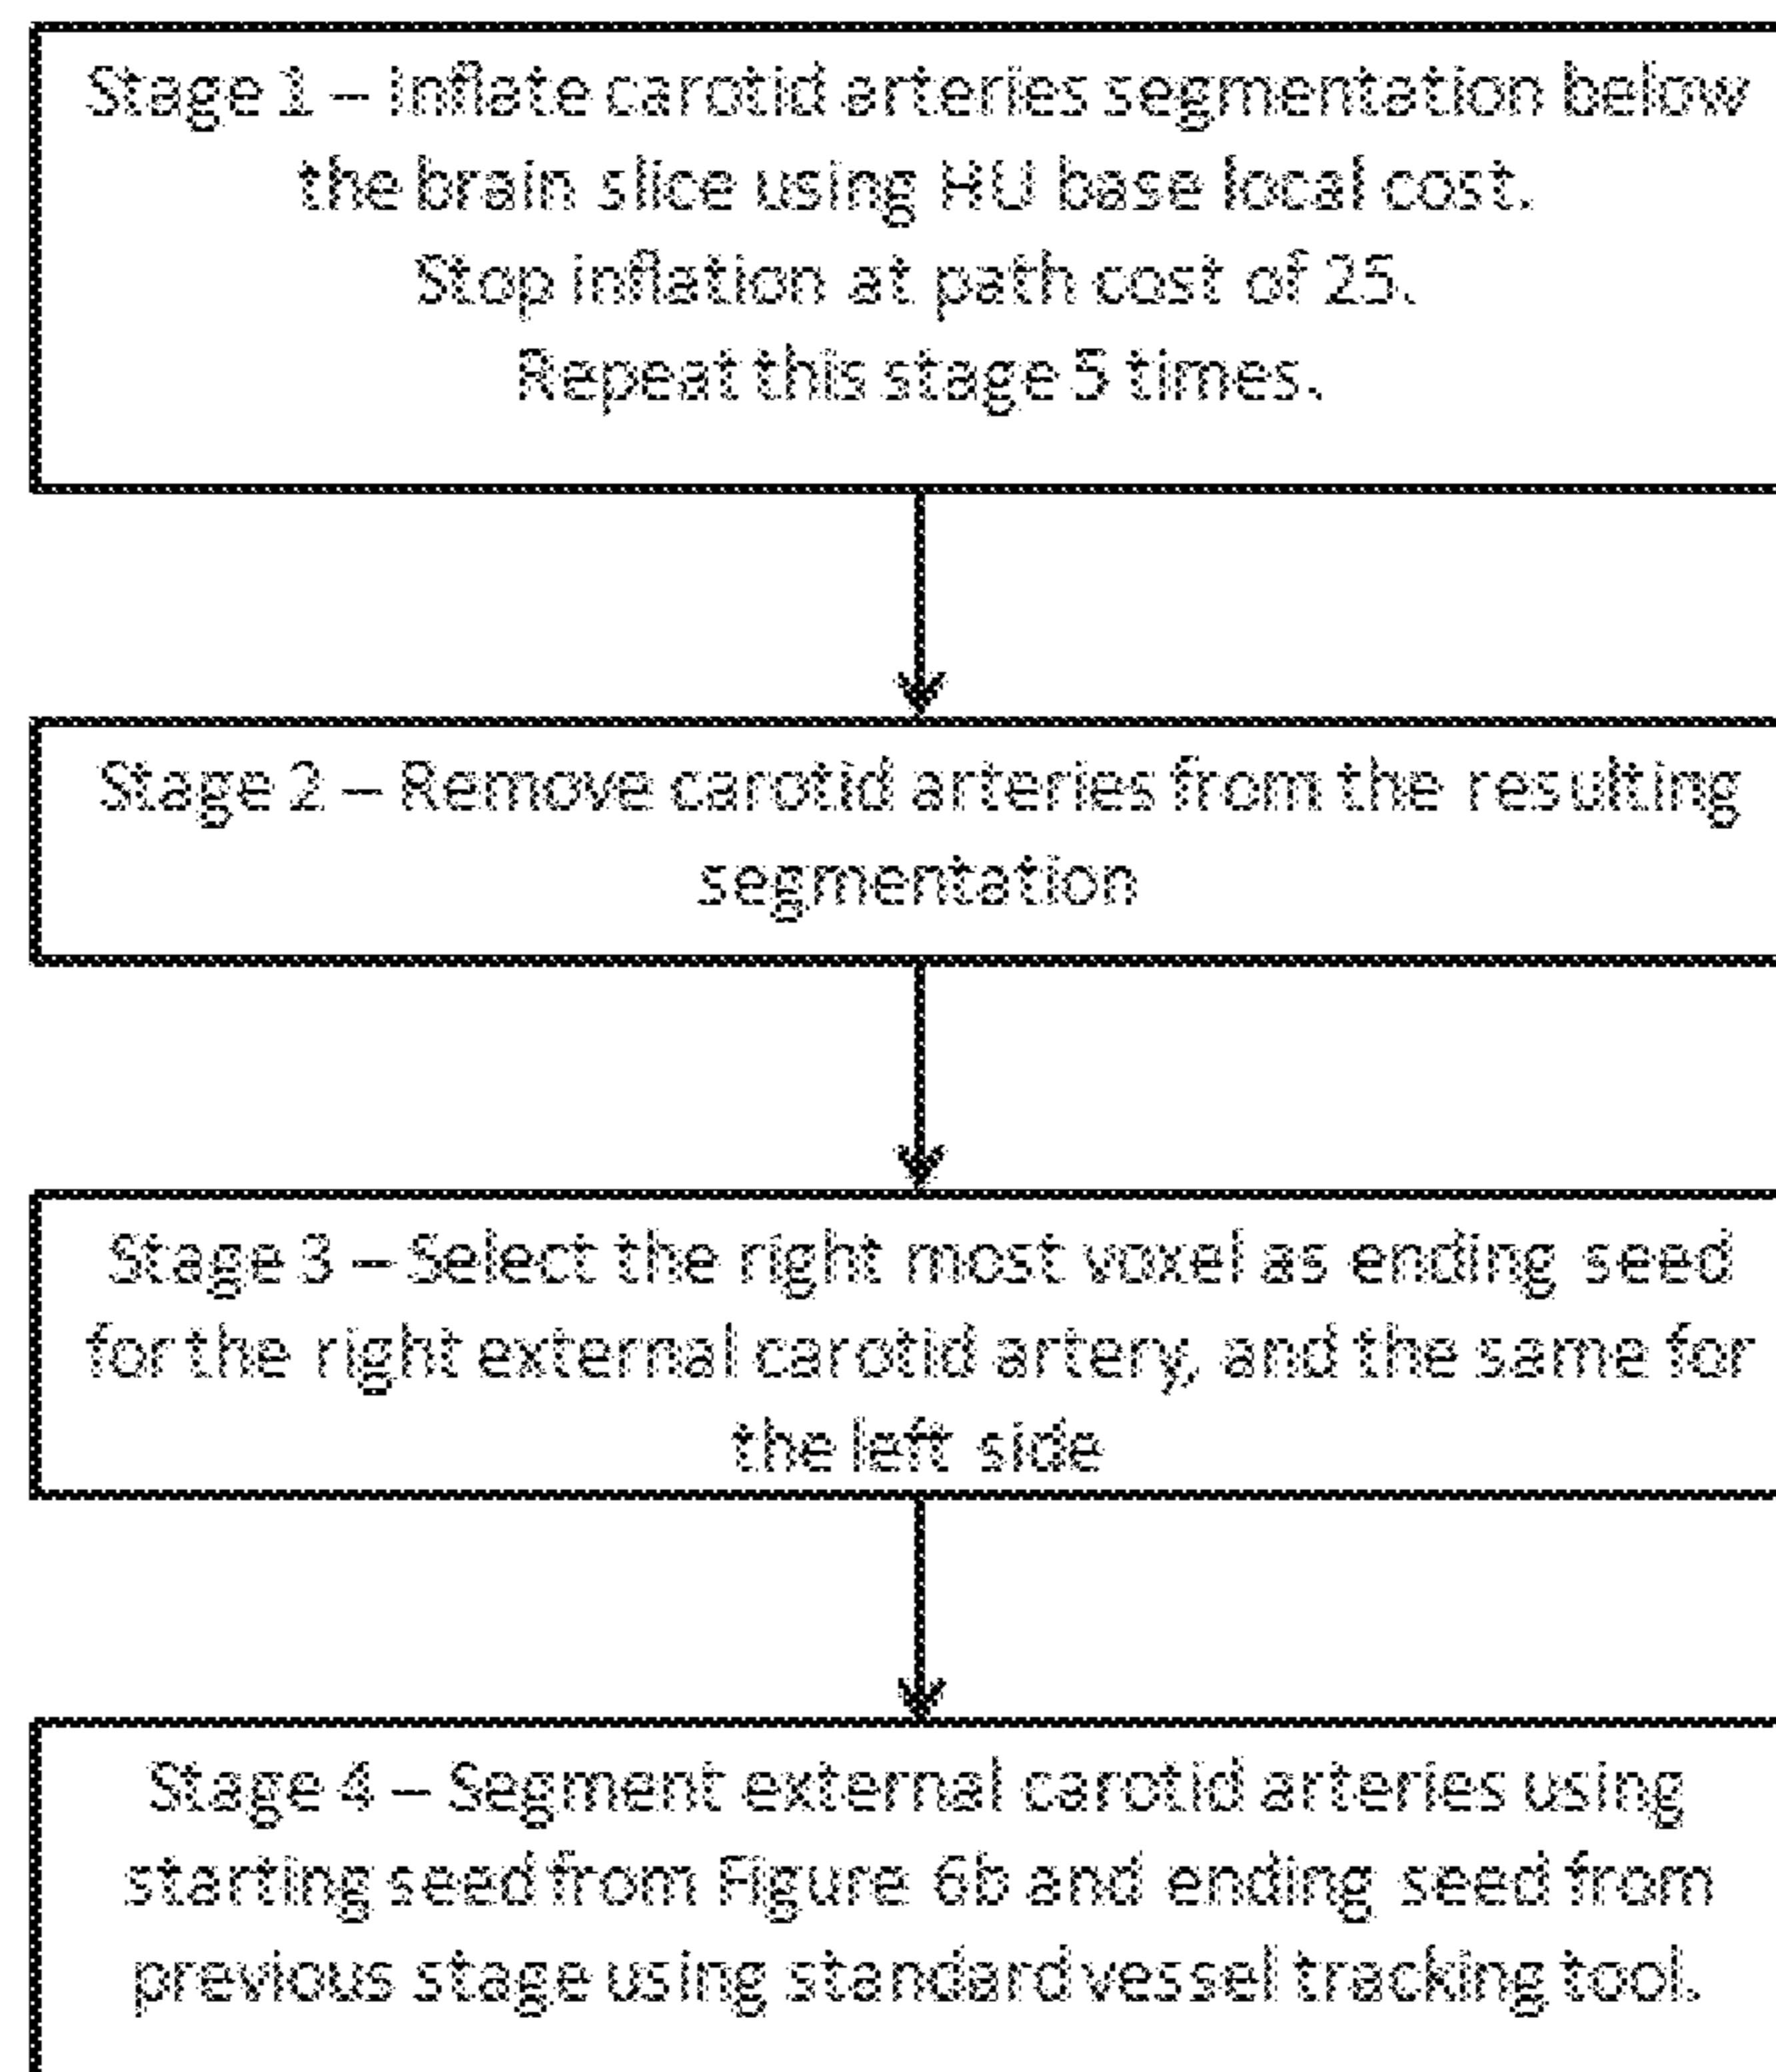 Stage 1 – Inflate carotid arteries segmentation below
the brain slice using HU base local cost.
Stop inflation at path cost of 25.
Repeat this stage 5 times.
Stage 2 – Remove carotid arteries from the resulting
segmentation
Stage 3 – Select the right most voxel as ending seed
for the right external carotid artery, and the same for
the left side
Stage 4 – Segment external carotid arteries using
starting seed from Figure 6b and ending seed from
previous stage using standard vessel tracking tool.